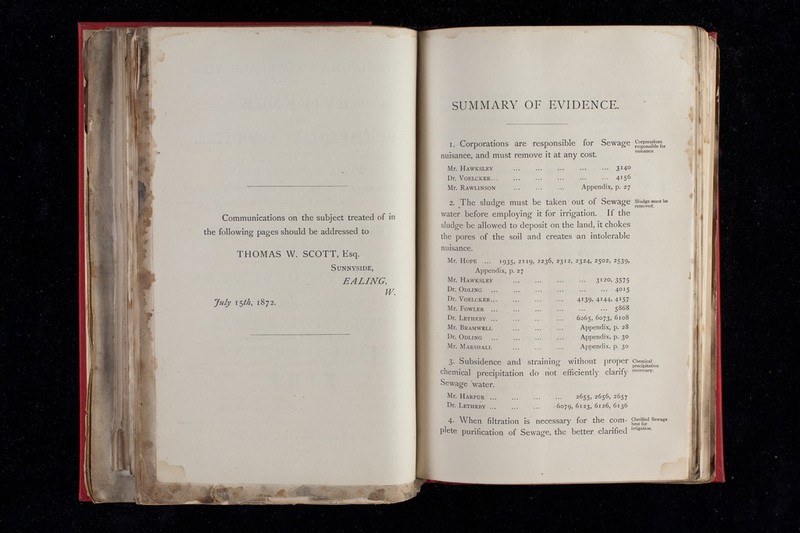 Communications on the subject treated of in
the following pages should be addressed to
THOMAS W. SCOTT, Esq.
Sunnyside,
EALING,
W.
July 15th, 1872.
SUMMARY OF EVIDENCE.
1. Corporations are responsible for Sewage
nuisance, and must remove it at any cost.
Corporations
responsible for
nuisance.
Mr. Hawksley ... ... ... ... ... 3140
Dr. Voelcker... ... ... ... ... ... 4156
Mr. Rawlinson ... ... ... Appendix, p. 27
2. The sludge must be taken out of Sewage
water before employing it for irrigation. If the
sludge be allowed to deposit on the land, it chokes
the pores of the soil and creates an intolerable
nuisance.
Sludge must be
removed.
Mr. Hope ... 1935, 2119, 2236, 2312, 2324, 2502, 2539,
Appendix, p. 27
Mr. Hawksley ... ... ... ... 3120, 3575
Dr. Odling ... ... ... ... ... ... 4015
Dr. Voelcker... ... ... ... 4139, 4144, 4157
Mr. Fowler ... ... ... ... ... ... 5868
Dr. Letheby ... ... ... ... 6065, 6073, 6108
Mr. Bramwell ... ... ... Appendix, p. 28
Dr. Odling ... ... ... ... Appendix, p. 30
Mr. Marshall ... ... ... Appendix, p. 30
3. Subsidence and straining without proper
chemical precipitation do not efficiently clarify
Sewage water.
Chemical
precipitation
necessary.
Mr. Harpur ... ... ... ... 2655, 2656, 2657
Dr. Letheby ... ... ... 6079, 6123, 6126, 6136
4. When filtration is necessary for the com-
plete purification of Sewage, the better clarified
Clarified Sewage
best for
irrigation.